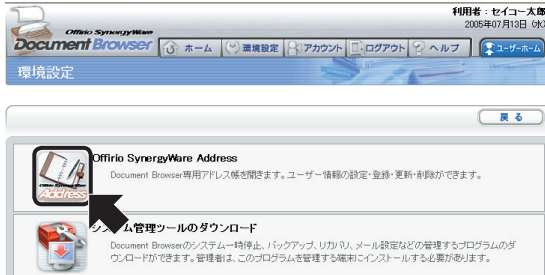 利用者：セイコー太郎
2005年07月13日 (水)
Offirio SynergyWare
Document Browser
ホーム 環境設定 アカウント ログアウト ヘルプ ユーザーホーム
環境設定
戻る
Offirio SynergyWare Address
Document Browser専用アドレス帳を開きます。ユーザー情報の設定・登録・更新・削除ができます。
Address
システム管理ツールのダウンロード
Document Browserのシステム一時停止、バックアップ、リカバリ、メール設定などの管理するプログラムのダ
ウンロードができます。管理者は、このプログラムを管理する端末にインストールする必要があります。